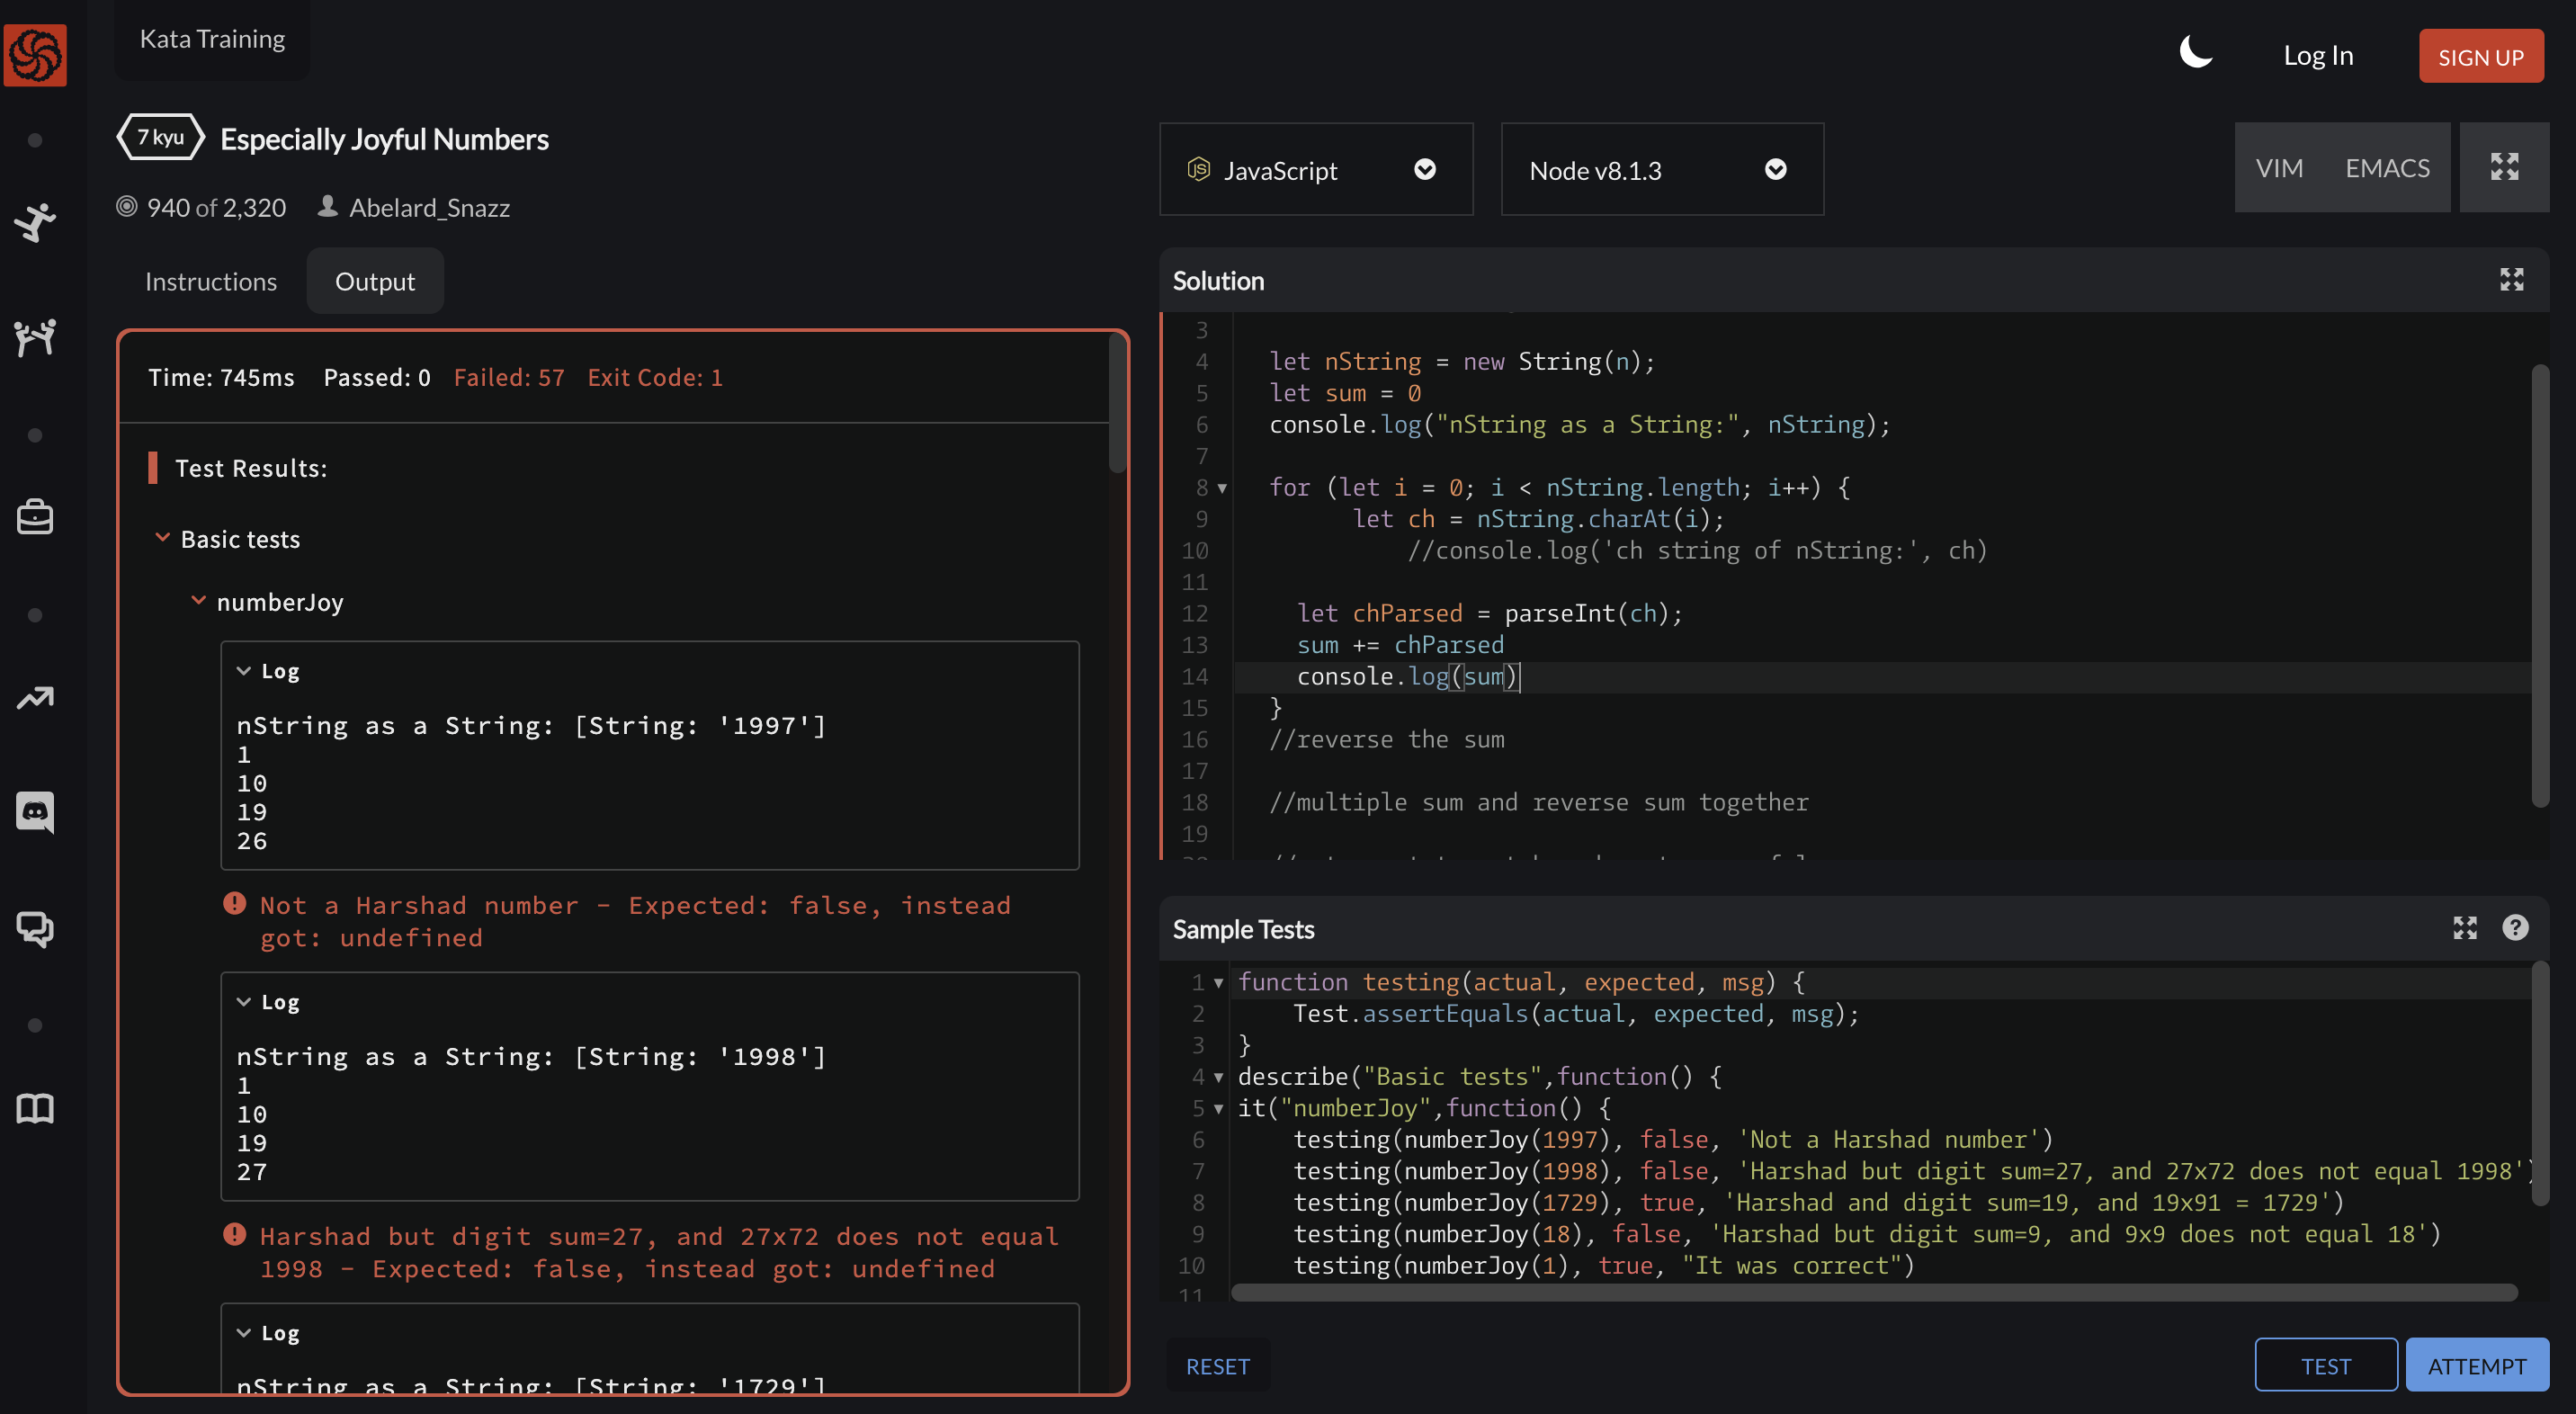 Kata Training
Log In
SIGN UP
7 kyu
Especially Joyful Numbers
940 of 2,320
Abelard_Snazz
Instructions
Output
Time: 745ms Passed: 0 Failed: 57 Exit Code: 1
Test Results:
Basic tests
numberJoy
Log
nString as a String: [String: '1997']
1
10
19
26
Not a Harshad number - Expected: false, instead
got: undefined
Log
nString as a String: [String: '1998']
1
10
19
27
Harshad but digit sum=27, and 27x72 does not equal
1998 - Expected: false, instead got: undefined
Log
nString as a String: [String: '1729']
JS JavaScript
Node v8.1.3
VIM
EMACS
Solution
3
4 let nString = new String(n);
5 let sum = 0
6 console.log("nString as a String:", nString);
7
8 for (let i = 0; i < nString.length; i++) {
9 let ch = nString.charAt(i);
10 //console.log('ch string of nString:', ch)
11
12 let chParsed = parseInt(ch);
13 sum += chParsed
14 console.log(sum)
15 }
16 //reverse the sum
17
18 //multiple sum and reverse sum together
19
Sample Tests
1 function testing(actual, expected, msg) {
2 Test.assertEquals(actual, expected, msg);
3 }
4 describe("Basic tests",function() {
5 it("numberJoy",function() {
6 testing(numberJoy(1997), false, 'Not a Harshad number')
7 testing(numberJoy(1998), false, 'Harshad but digit sum=27, and 27x72 does not equal 1998')
8 testing(numberJoy(1729), true, 'Harshad and digit sum=19, and 19x91 = 1729')
9 testing(numberJoy(18), false, 'Harshad but digit sum=9, and 9x9 does not equal 18')
10 testing(numberJoy(1), true, "It was correct")
11
RESET
TEST
ATTEMPT